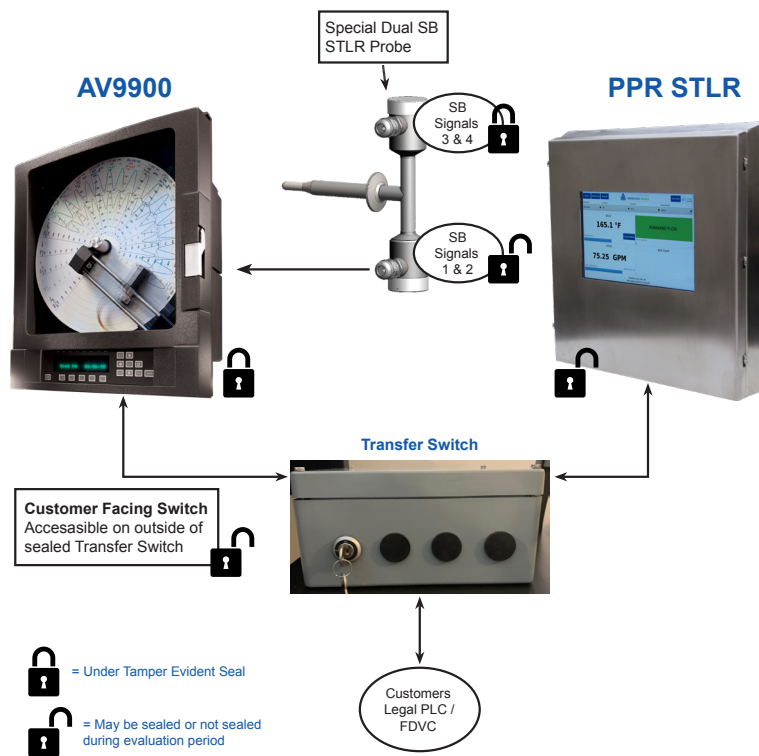 Special Dual SB
STLR Probe
AV9900
PPR STLR
SB
Signals
3 & 4
SB
Signals
1 & 2
165.1 °F
FORWARD FLOW
75.25 GPM
Transfer Switch
Customer Facing Switch
Accesasible on outside of
sealed Transfer Switch
= Under Tamper Evident Seal
= May be sealed or not sealed
during evaluation period
Customers
Legal PLC /
FDVC